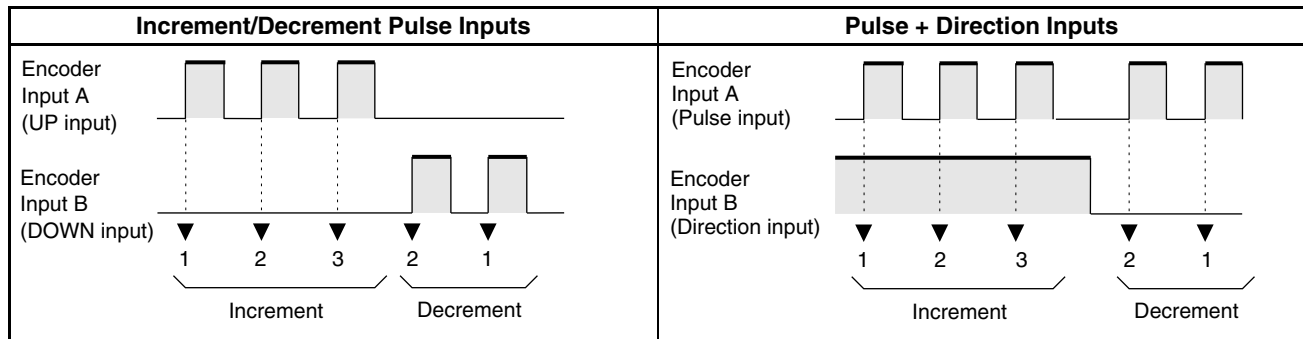 Increment/Decrement Pulse Inputs
Encoder
Input A
(UP input)
Encoder
Input B
(DOWN input)
1 2 3 2 1
Increment Decrement
Pulse + Direction Inputs
Encoder
Input A
(Pulse input)
Encoder
Input B
(Direction input)
1 2 3 2 1
Increment Decrement